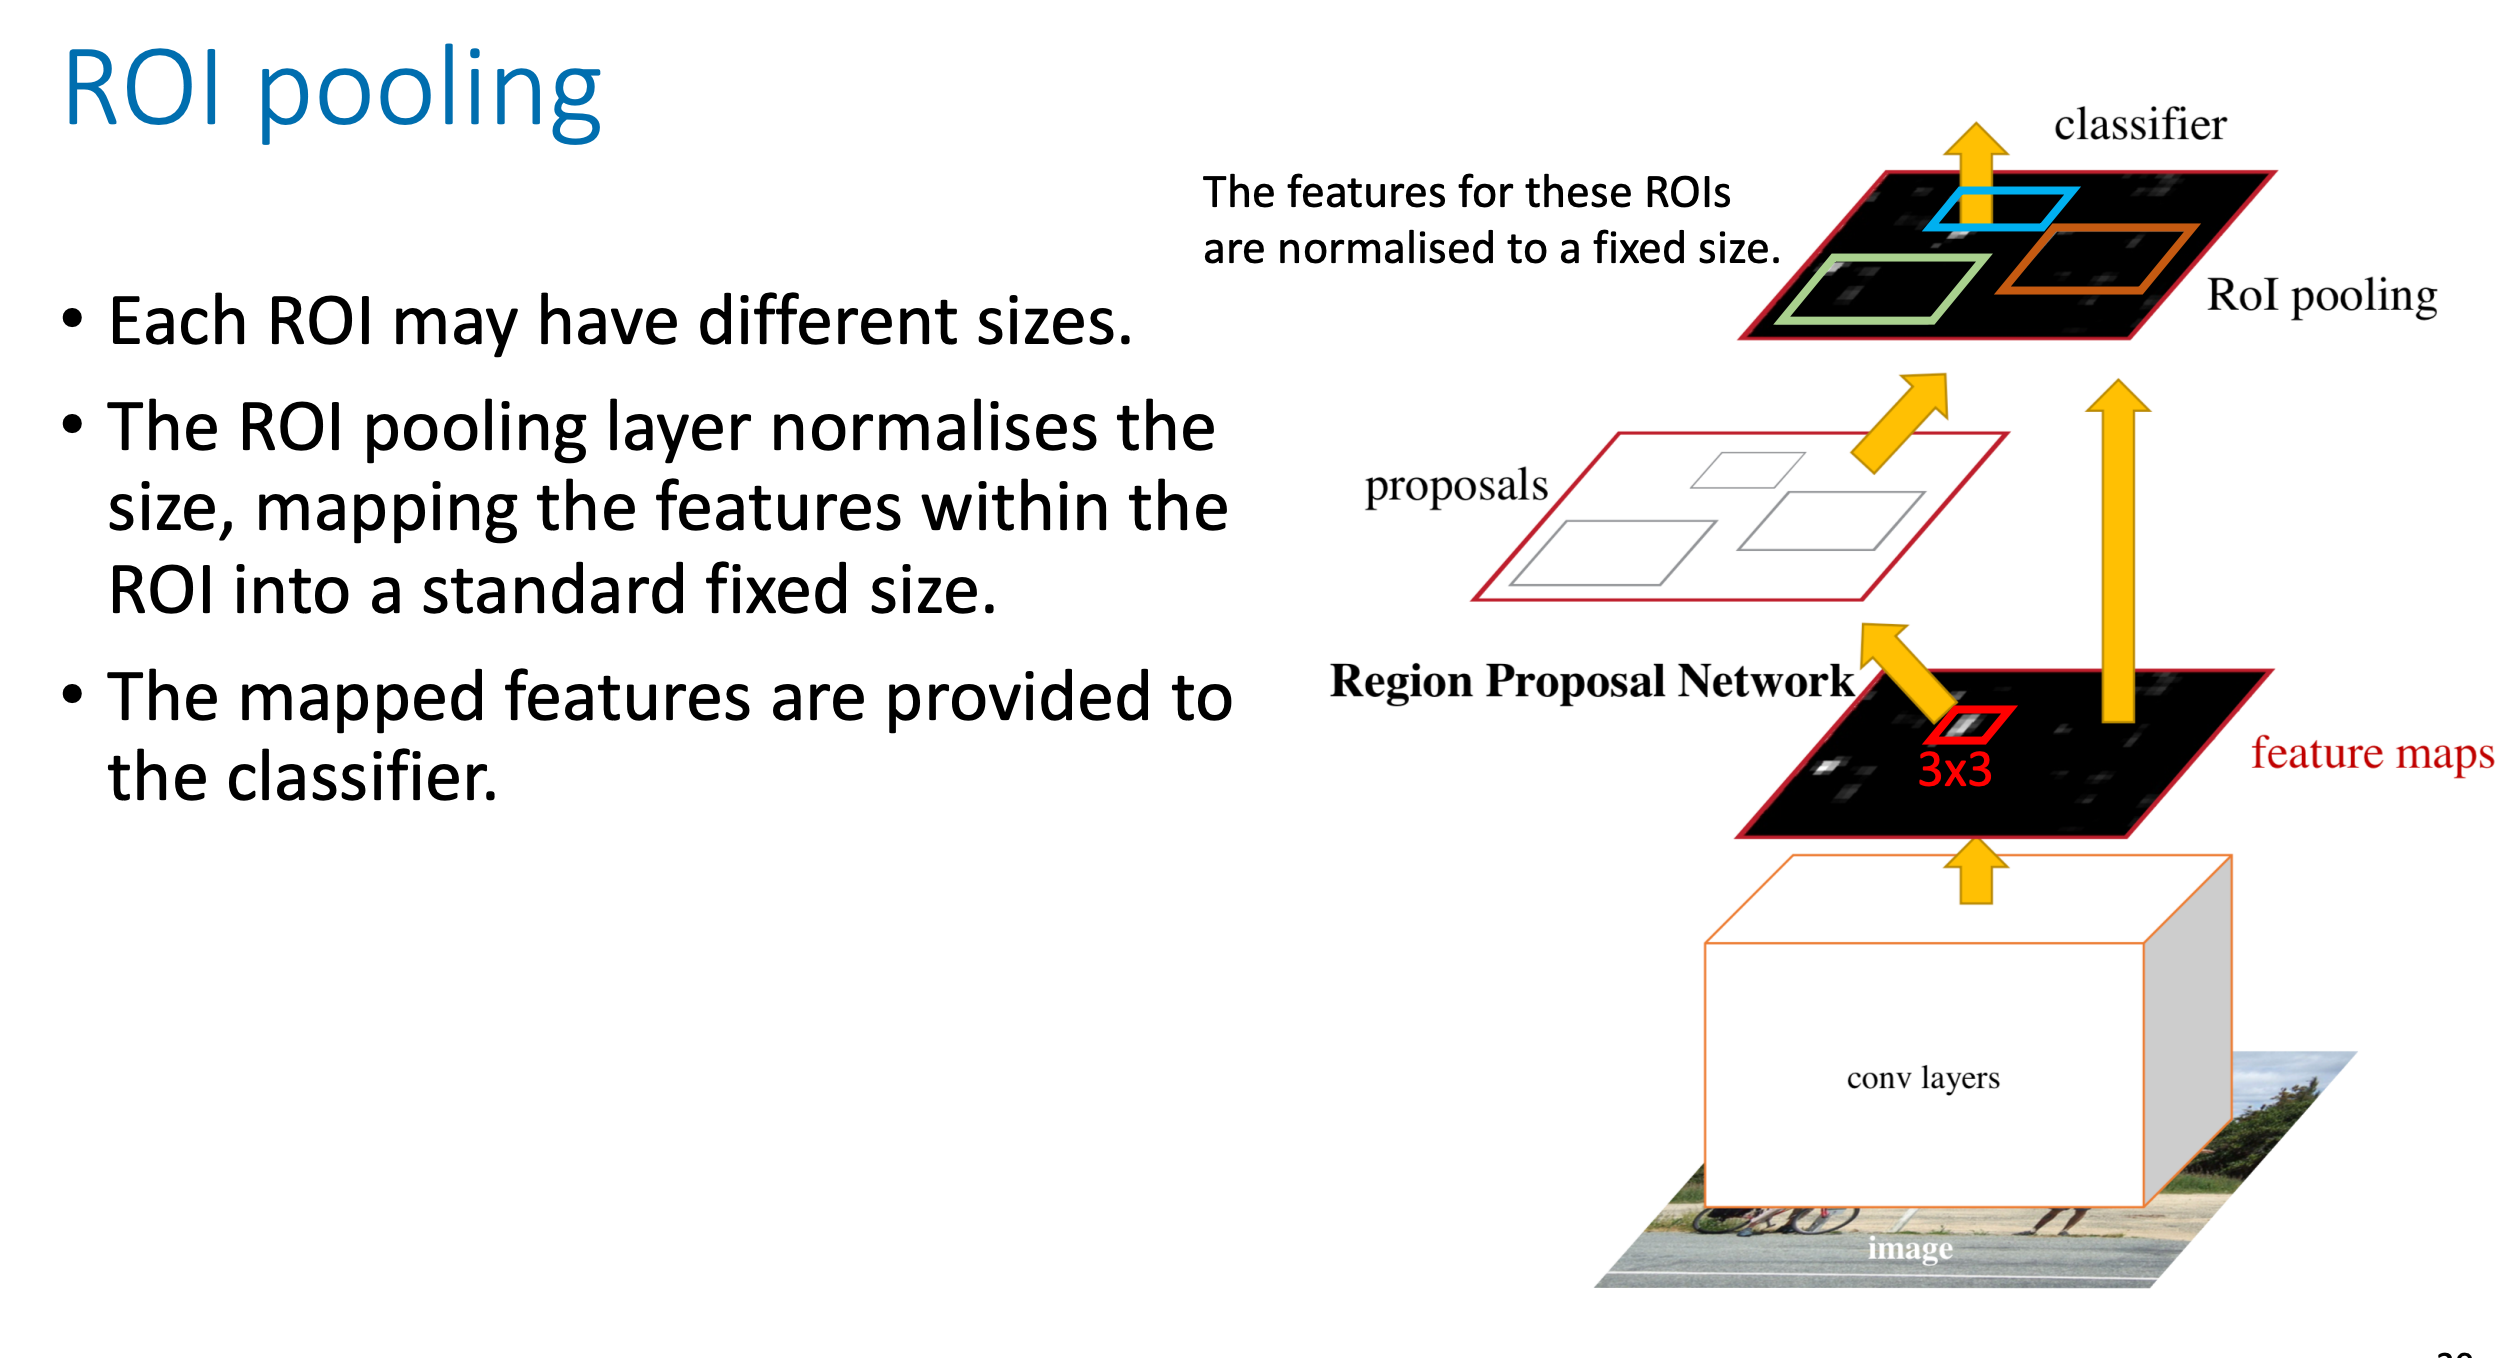 ROI pooling
• Each ROI may have different sizes.
• The ROI pooling layer normalises the
size, mapping the features within the
ROI into a standard fixed size.
• The mapped features are provided to
the classifier.
The features for these ROIs
are normalised to a fixed size.
classifier
RoI pooling
proposals
Region Proposal Network
3x3
feature maps
conv layers
image